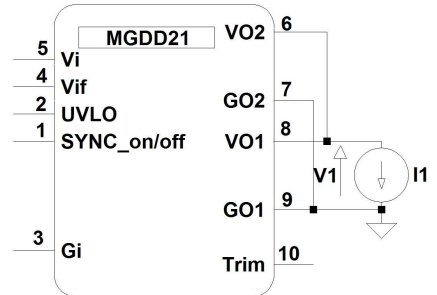 MGDD21
5 Vi
4 Vif
2 UVLO
1 SYNC_on/off
3 Gi
VO2 6
GO2 7
VO1 8
GO1 9
Trim 10
V1
I1